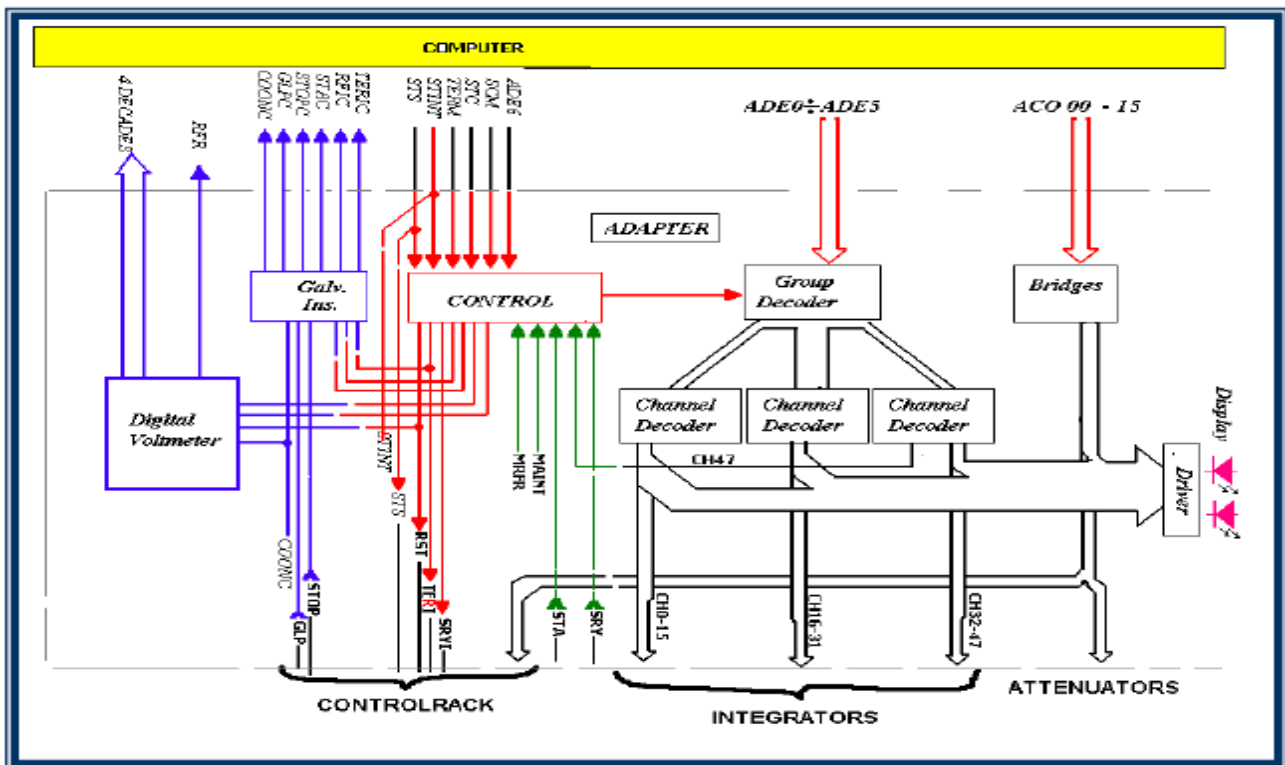 COMPUTER
4 DECADES
RFR
COONC
GLPC
STOPC
STAC
RFIC
TERIC
STS
STINT
TERM
STC
SCM
ADE6
ADE0÷ADE5
ACO 00 - 15
ADAPTER
Galv.
Ins.
CONTROL
Group
Decoder
Bridges
Digital
Voltmeter
Channel
Decoder
Channel
Decoder
Channel
Decoder
Display
Driver
CH47
MRFR
MAINT
STINT
STS
RST
TERI
SRYI
COONC
STOP
GLP
STA
SRY
CH0-15
CH16-31
CH32-47
CONTROLRACK
INTEGRATORS
ATTENUATORS